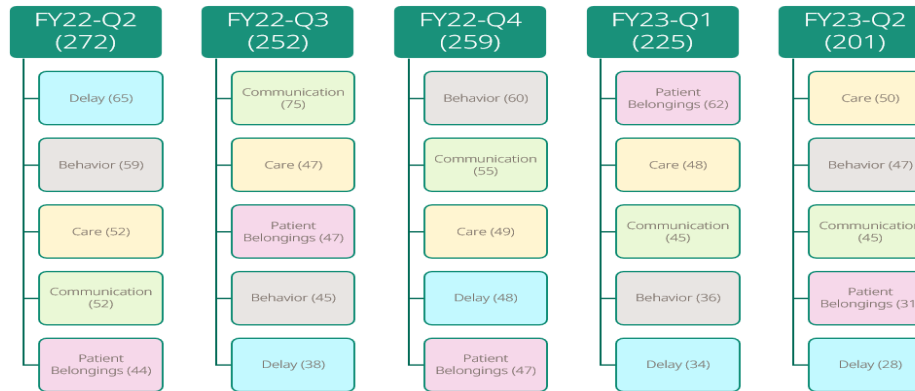 FY22-Q2
(272)
Delay (65)
Behavior (59)
Care (52)
Communication
(52)
Patient
Belongings (44)
FY22-Q3
(252)
Communication
(75)
Care (47)
Patient
Belongings (47)
Behavior (45)
Delay (38)
FY22-Q4
(259)
Behavior (60)
Communication
(55)
Care (49)
Delay (48)
Patient
Belongings (47)
FY23-Q1
(225)
Patient
Belongings (62)
Care (48)
Communication
(45)
Behavior (36)
Delay (34)
FY23-Q2
(201)
Care (50)
Behavior (47)
Communication
(45)
Patient
Belongings (31
Delay (28)